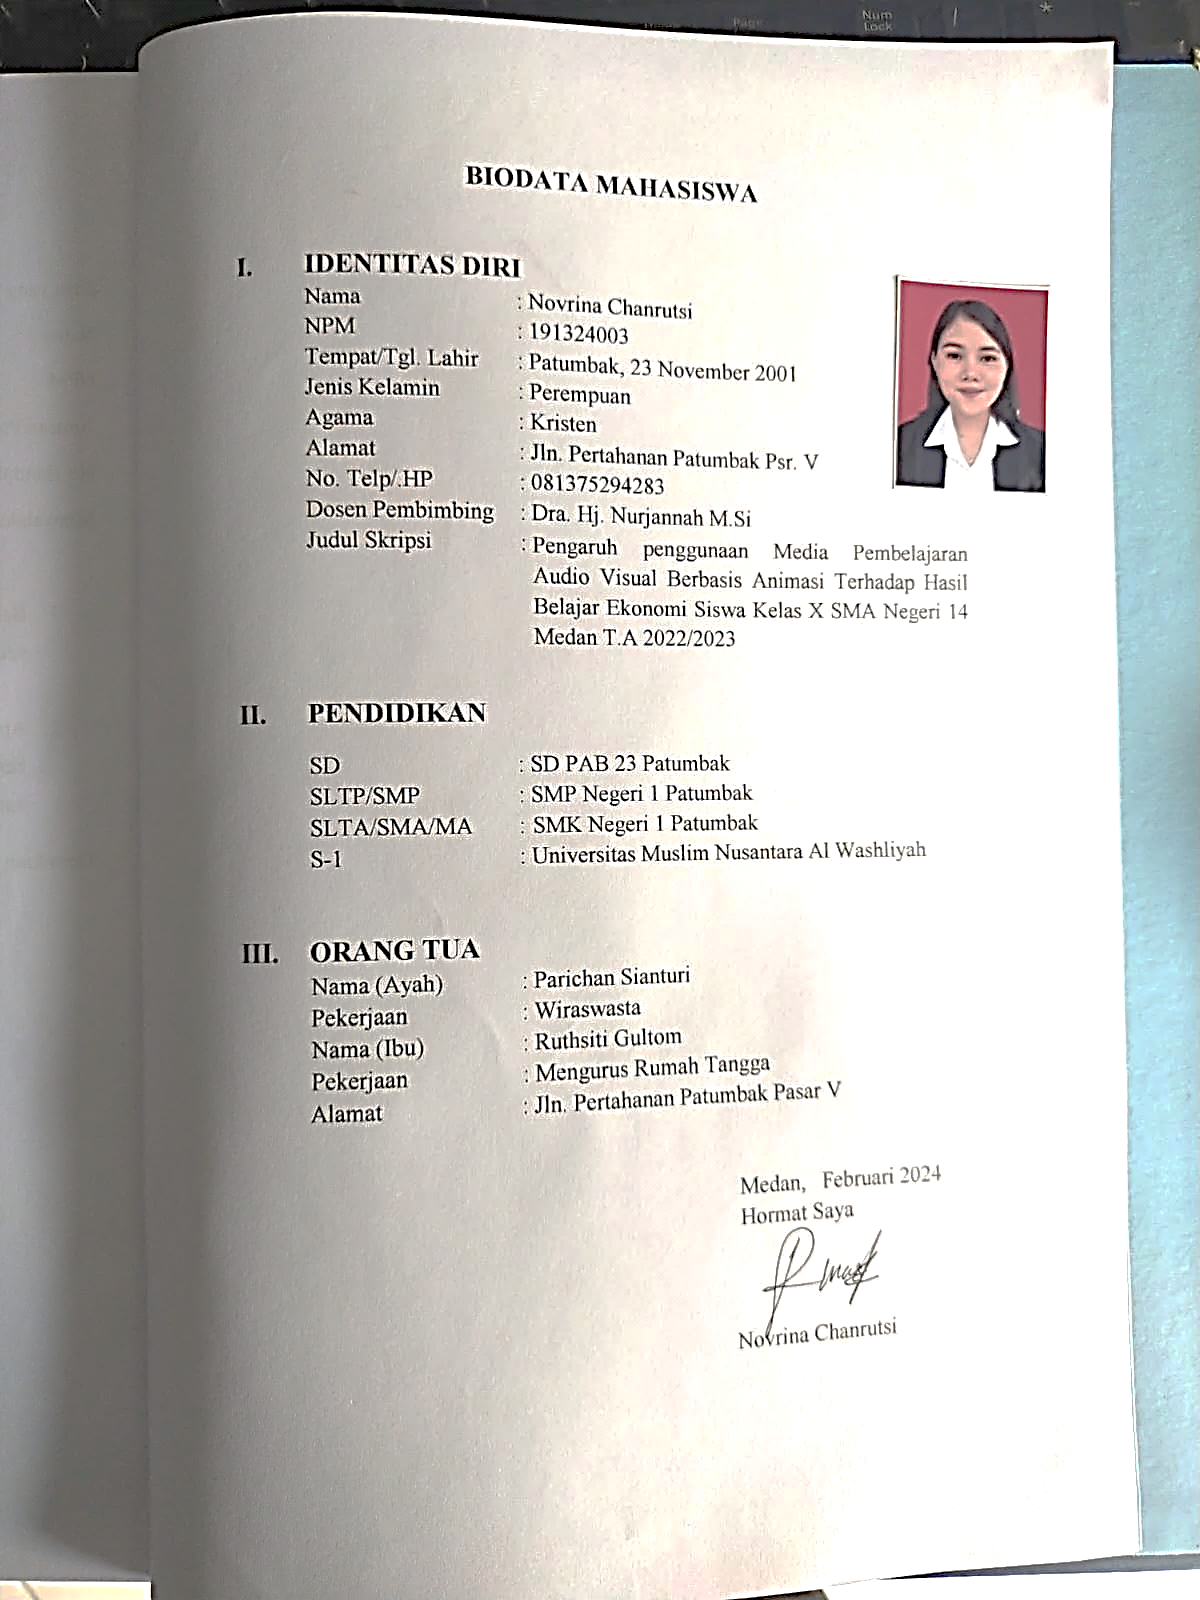 Page
Num
Lock
/
*
BIODATA MAHASISWA
I. IDENTITAS DIRI
Nama : Novrina Chanrutsi
NPM : 191324003
Tempat/Tgl. Lahir : Patumbak, 23 November 2001
Jenis Kelamin : Perempuan
Agama : Kristen
Alamat : Jln. Pertahanan Patumbak Psr. V
No. Telp/.HP : 081375294283
Dosen Pembimbing : Dra. Hj. Nurjannah M.Si
Judul Skripsi : Pengaruh penggunaan Media Pembelajaran
Audio Visual Berbasis Animasi Terhadap Hasil
Belajar Ekonomi Siswa Kelas X SMA Negeri 14
Medan T.A 2022/2023
II. PENDIDIKAN
SD : SD PAB 23 Patumbak
SLTP/SMP : SMP Negeri 1 Patumbak
SLTA/SMA/MA : SMK Negeri 1 Patumbak
S-1 : Universitas Muslim Nusantara Al Washliyah
III. ORANG TUA
Nama (Ayah) : Parichan Sianturi
Pekerjaan : Wiraswasta
Nama (Ibu) : Ruthsiti Gultom
Pekerjaan : Mengurus Rumah Tangga
Alamat : Jln. Pertahanan Patumbak Pasar V
Medan, Februari 2024
Hormat Saya
Novrina Chanrutsi